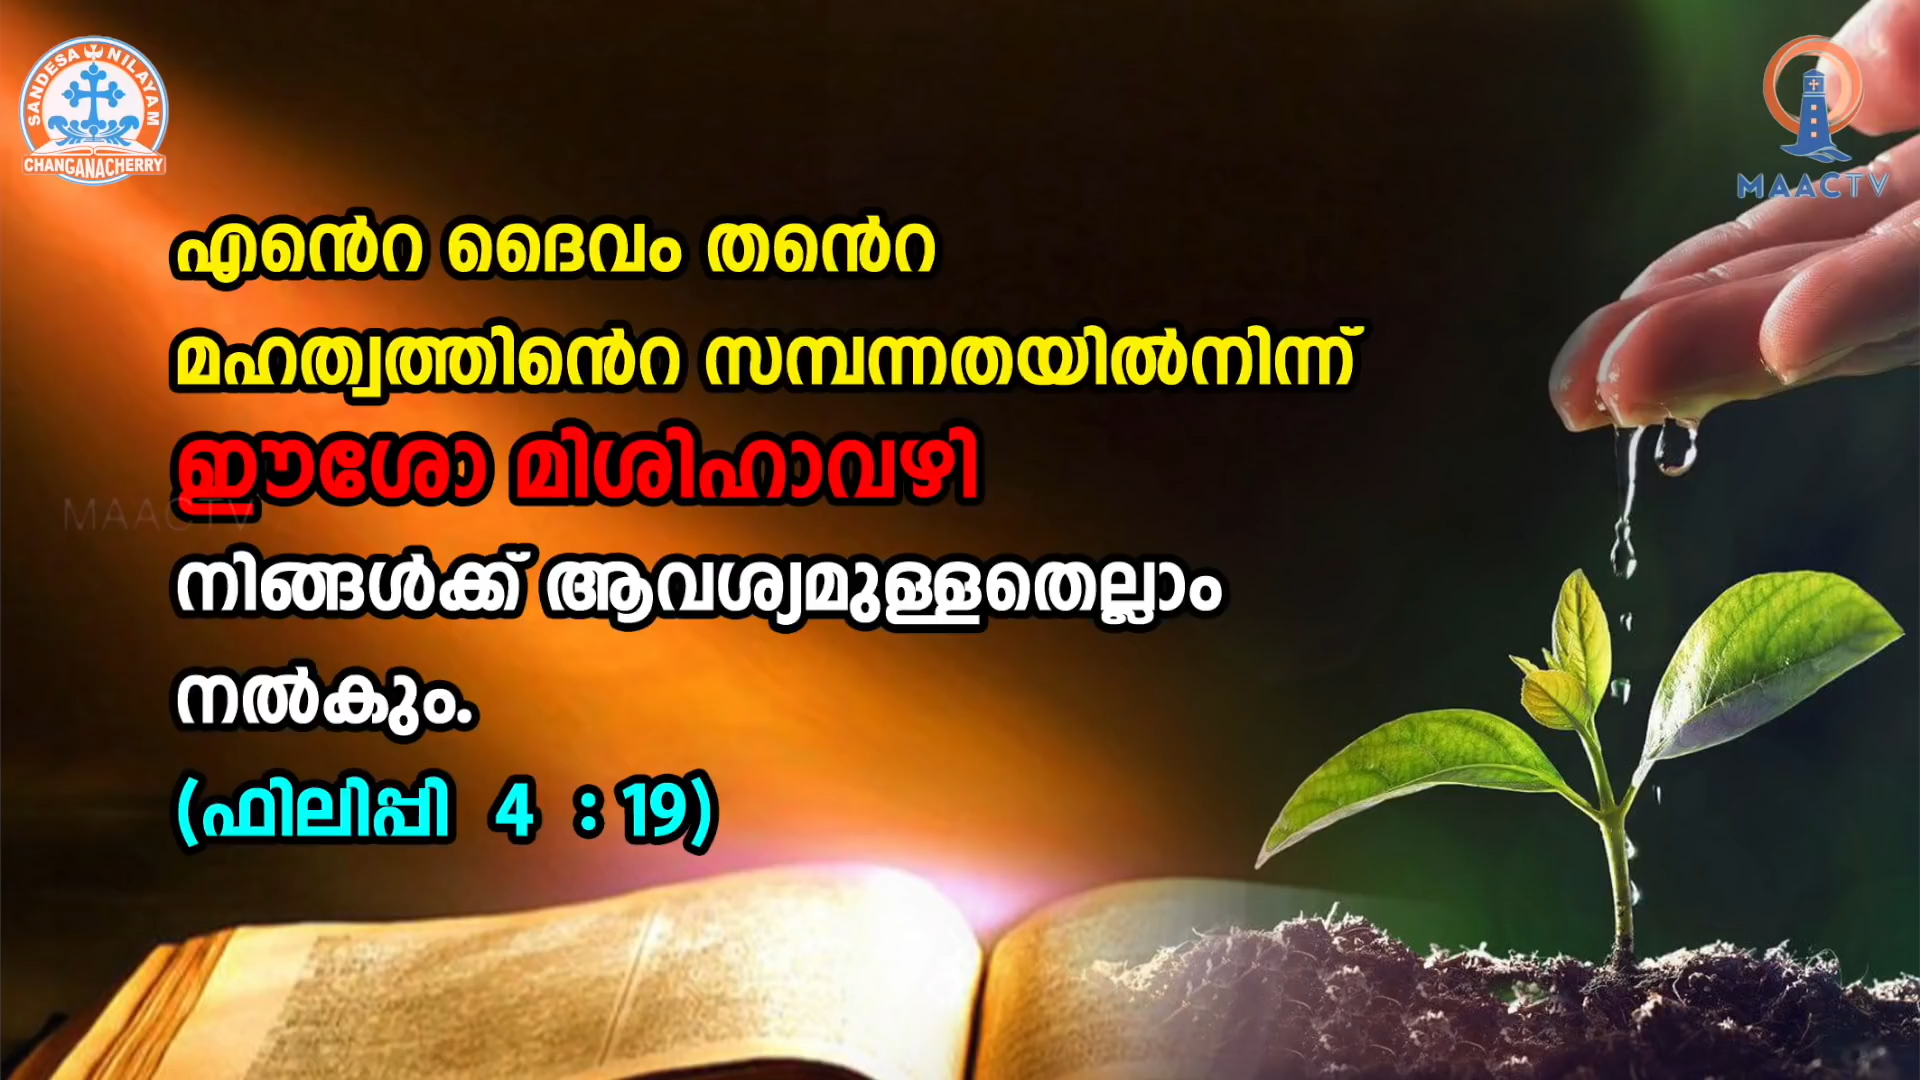 SANDESA NILAYAM
CHANGANACHERRY
MAACTV
എൻെറ ദൈവം തൻെറ
മഹത്വത്തിൻെറ സമ്പന്നതയിൽനിന്ന്
ഈശോ മിശിഹാവഴി
MAACTV
നിങ്ങൾക്ക് ആവശ്യമുള്ളതെല്ലാം
നൽകും.
(ഫിലിപ്പി 4 : 19)